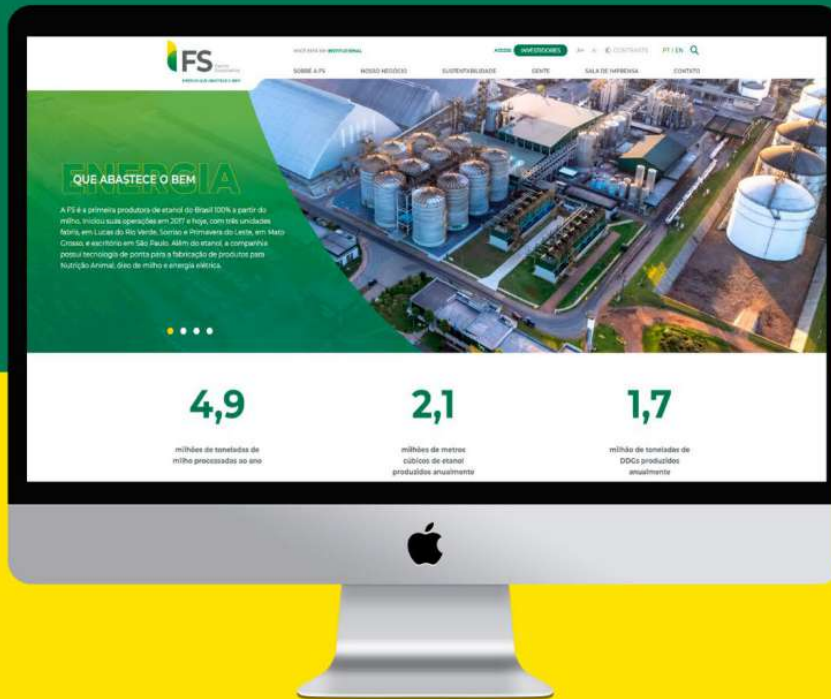 FS
VOCÊ ESTÁ EM INSTITUCIONAL
INVESTIDORES
A+ A- CONTRASTE
PT | EN
SOBRE A FS NOSSO NEGÓCIO SUSTENTABILIDADE GENTE SALA DE IMPRENSA CONTATO
ENERGIA
QUE ABASTECE O BEM
A FS é a primeira produtora de etanol do Brasil 100% a partir do
milho. Iniciou suas operações em 2017 e hoje, com três unidades
fabris, em Lucas do Rio Verde, Sorriso e Primavera do Leste, em Mato
Grosso, e escritório em São Paulo. Além do etanol, a companhia
possui tecnologia de ponta para a fabricação de produtos para
Nutrição Animal, óleo de milho e energia elétrica.
4,9
milhões de toneladas de
milho processadas ao ano
2,1
milhões de metros
cúbicos de etanol
produzidos anualmente
1,7
milhão de toneladas de
DDGs produzidos
anualmente